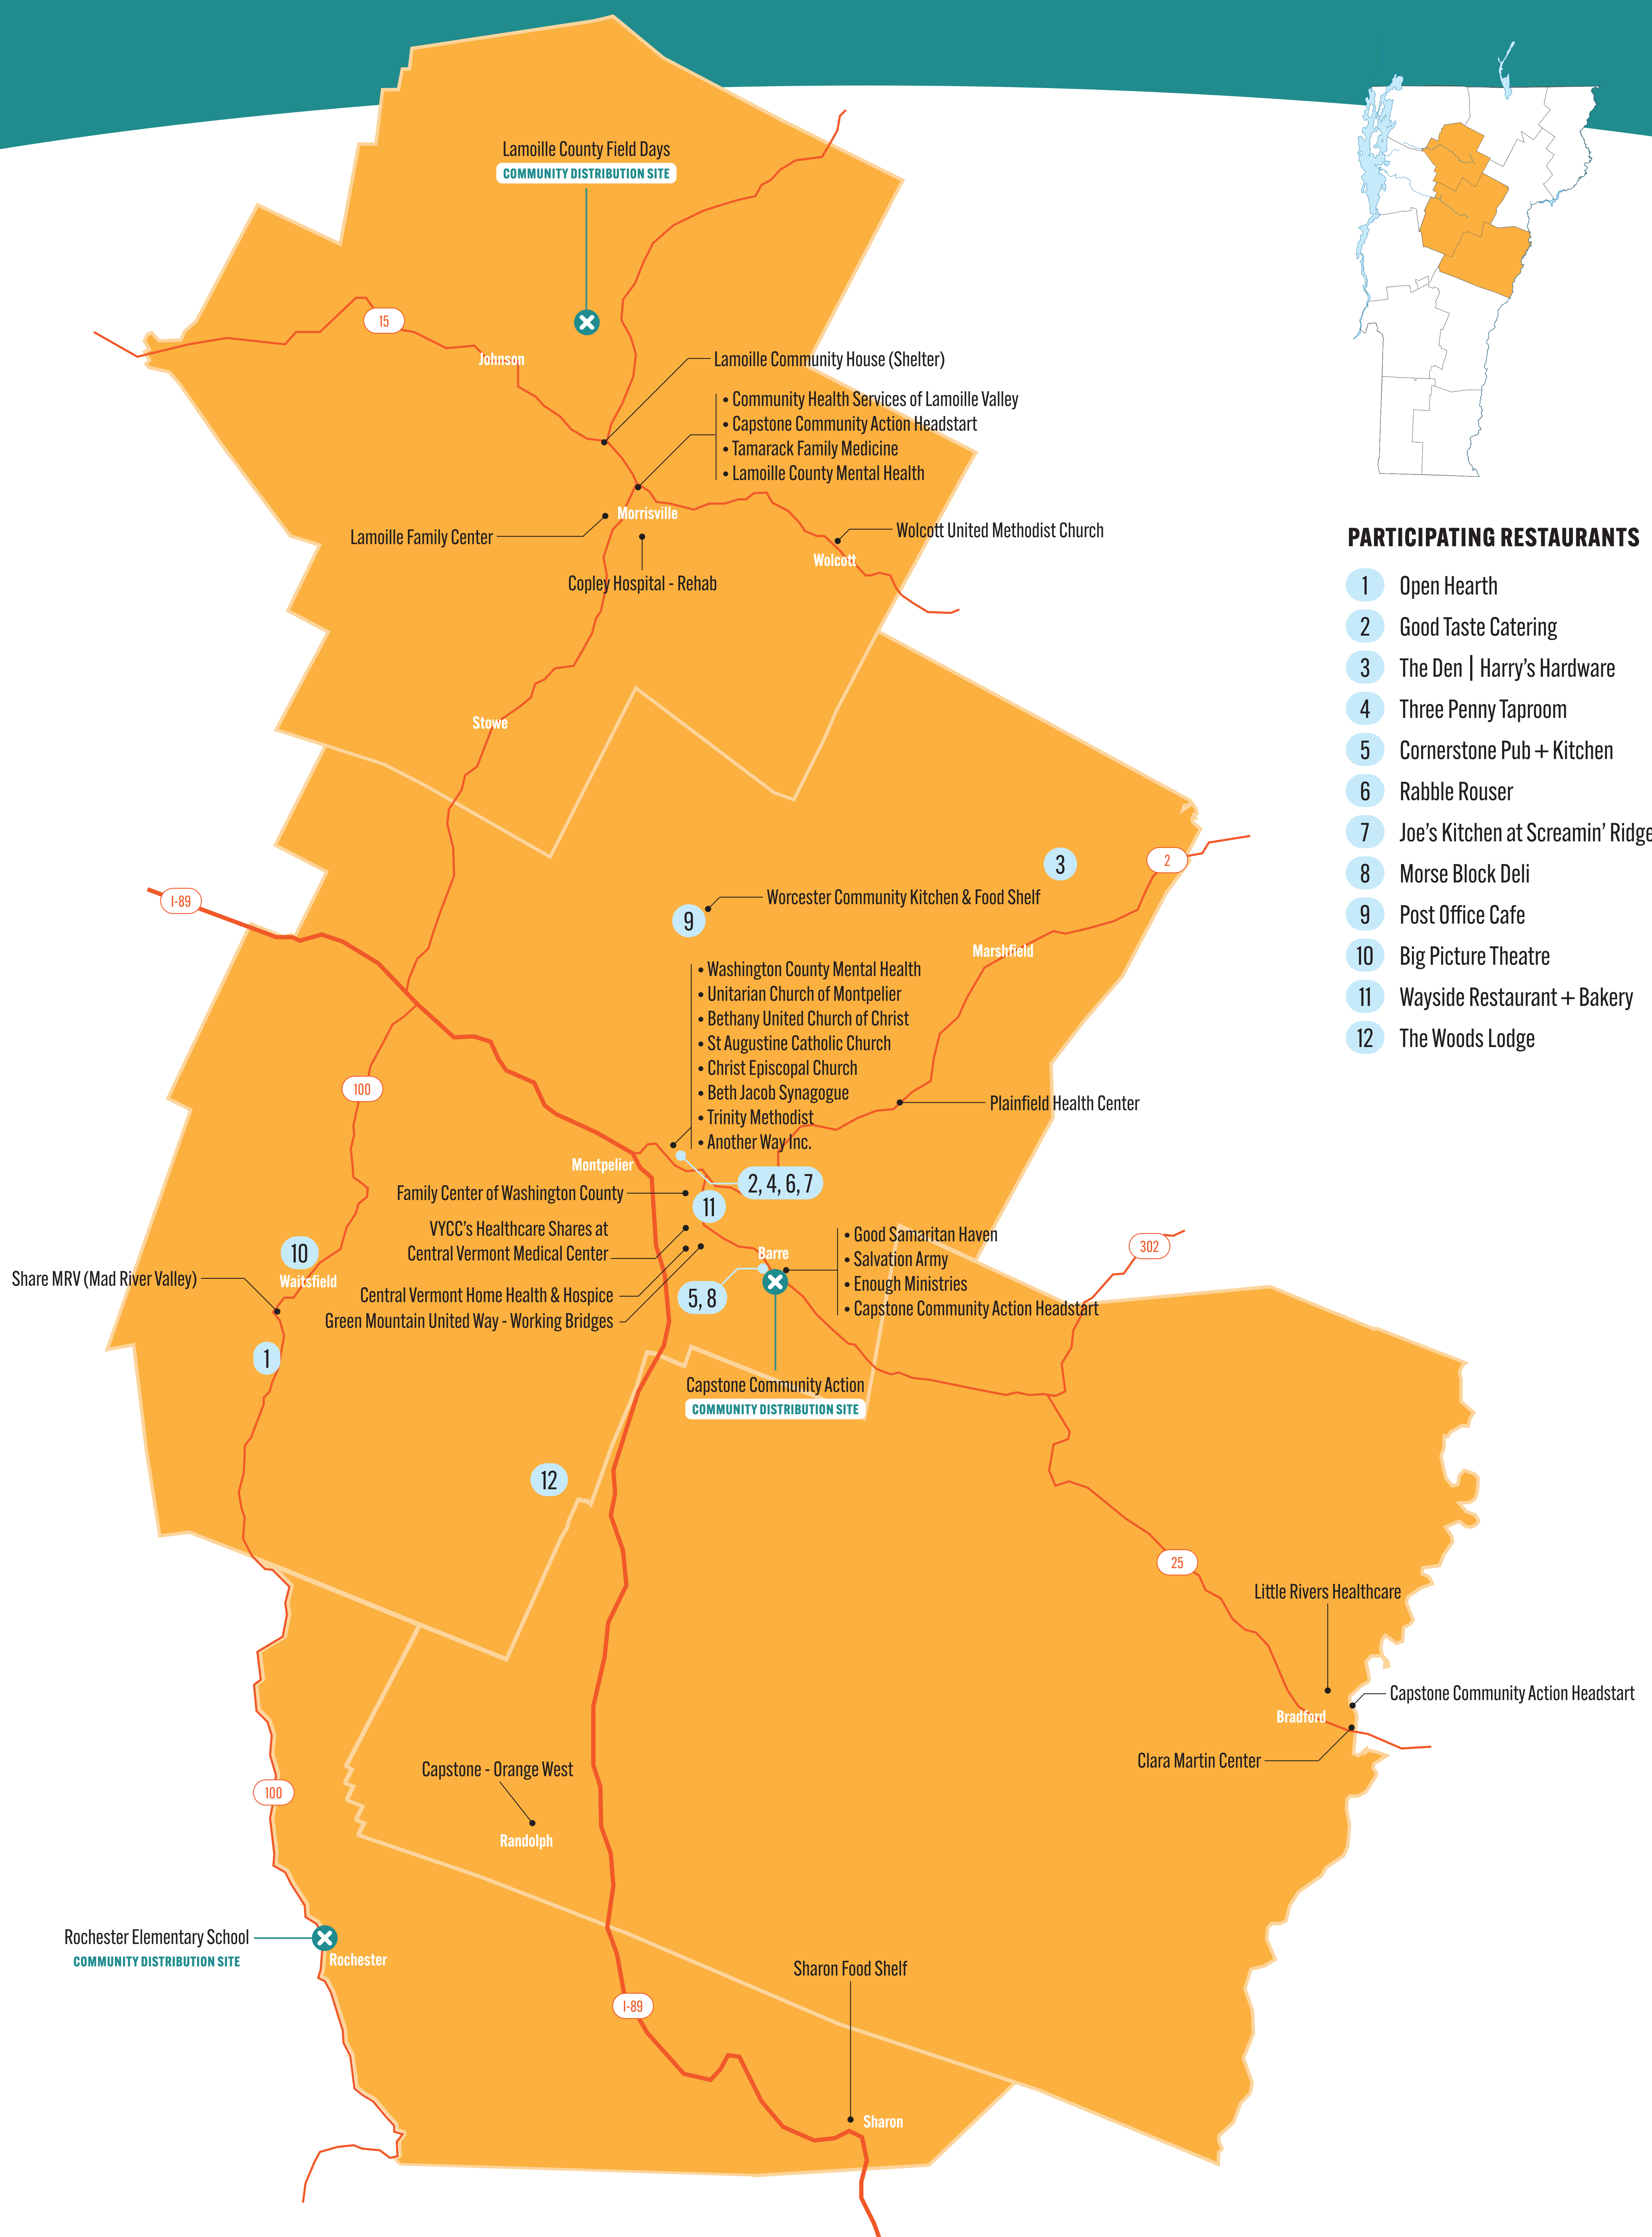 Lamoille County Field Days
COMMUNITY DISTRIBUTION SITE
15
Johnson
Lamoille Community House (Shelter)
• Community Health Services of Lamoille Valley
• Capstone Community Action Headstart
• Tamarack Family Medicine
• Lamoille County Mental Health
Morrisville
Lamoille Family Center
Wolcott United Methodist Church
Wolcott
Copley Hospital - Rehab
Stowe
PARTICIPATING RESTAURANTS
1 Open Hearth
2 Good Taste Catering
3 The Den | Harry's Hardware
4 Three Penny Taproom
5 Cornerstone Pub + Kitchen
6 Rabble Rouser
7 Joe's Kitchen at Screamin' Ridge
8 Morse Block Deli
9 Post Office Cafe
10 Big Picture Theatre
11 Wayside Restaurant + Bakery
12 The Woods Lodge
3
2
I-89
Worcester Community Kitchen & Food Shelf
9
Marshfield
• Washington County Mental Health
• Unitarian Church of Montpelier
• Bethany United Church of Christ
• St Augustine Catholic Church
• Christ Episcopal Church
• Beth Jacob Synagogue
• Trinity Methodist
• Another Way Inc.
100
Plainfield Health Center
Montpelier
2, 4, 6, 7
Family Center of Washington County
11
VYCC's Healthcare Shares at
Central Vermont Medical Center
10
Waitsfield
Share MRV (Mad River Valley)
Barre
• Good Samaritan Haven
• Salvation Army
• Enough Ministries
• Capstone Community Action Headstart
302
Central Vermont Home Health & Hospice
Green Mountain United Way - Working Bridges
5, 8
1
Capstone Community Action
COMMUNITY DISTRIBUTION SITE
12
25
Little Rivers Healthcare
Capstone Community Action Headstart
Bradford
Clara Martin Center
Capstone - Orange West
Randolph
100
Rochester Elementary School
COMMUNITY DISTRIBUTION SITE
Rochester
Sharon Food Shelf
I-89
Sharon